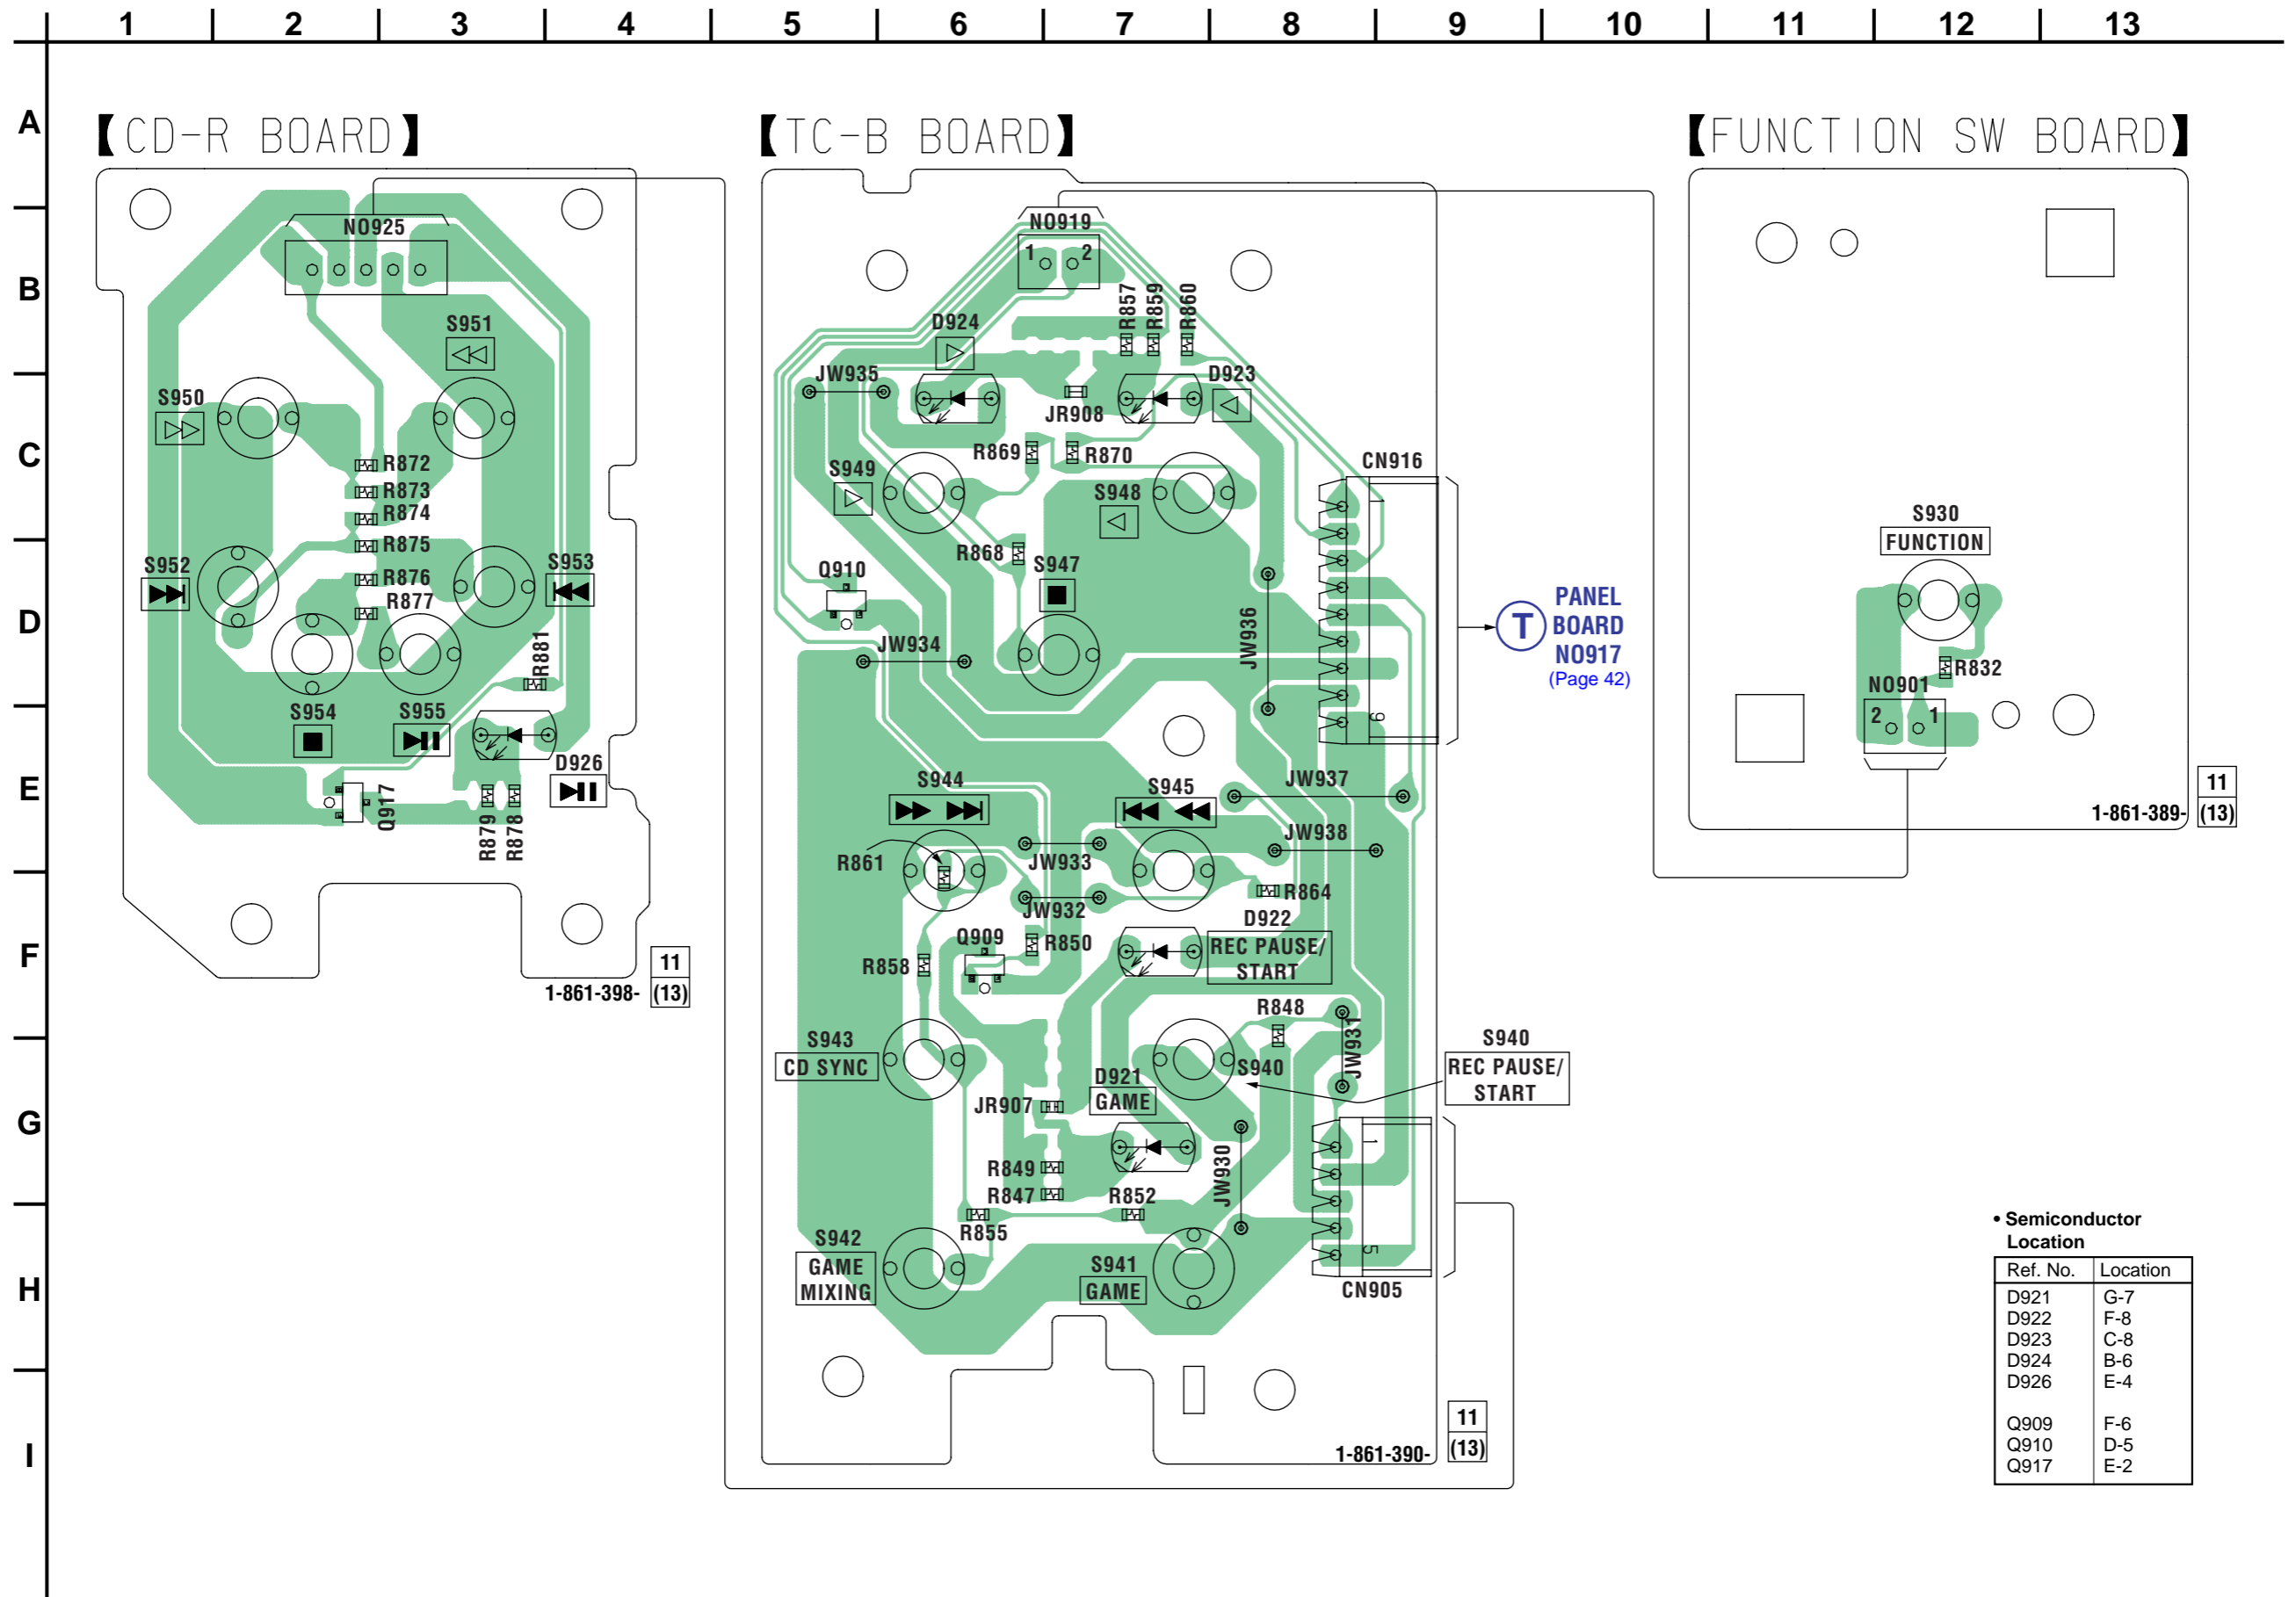 1 2 3 4 5 6 7 8 9 10 11 12 13
A
B
C
D
E
F
G
H
I
【CD-R BOARD】
NO925
S951
S950
R872
R873
R874
R875
R876
R877
S952
S953
R881
S954
S955
D926
Q917
R879
R878
1-861-398-
11
(13)
【TC-B BOARD】
NO919
1 2
R857
R859
R860
D924
JW935
D923
JR908
R869
R870
CN916
S949
S948
1
R868
S947
Q910
JW936
JW934
9
T
PANEL
BOARD
NO917
(Page 42)
S944
S945
JW937
JW938
R861
JW933
R864
JW932
D922
REC PAUSE/
START
Q909
R850
R858
R848
JW931
S943
CD SYNC
S940
S940
REC PAUSE/
START
D921
GAME
JR907
1
R849
R847
R852
JW930
R855
S942
GAME
MIXING
S941
GAME
5
CN905
1-861-390-
11
(13)
【FUNCTION SW BOARD】
S930
FUNCTION
R832
NO901
2 1
1-861-389-
11
(13)
• Semiconductor
Location
Ref. No. Location
D921 G-7
D922 F-8
D923 C-8
D924 B-6
D926 E-4
Q909 F-6
Q910 D-5
Q917 E-2